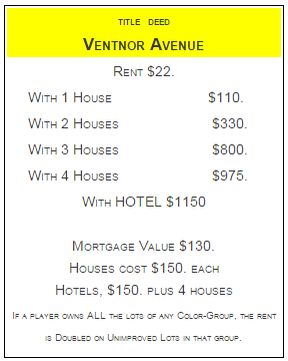 TITLE DEED
VENTNOR AVENUE
RENT $22.
WITH 1 HOUSE $110.
WITH 2 HOUSES $330.
WITH 3 HOUSES $800.
WITH 4 HOUSES $975.
WITH HOTEL $1150
MORTGAGE VALUE $130.
HOUSES COST $150. EACH
HOTELS, $150. PLUS 4 HOUSES
IF A PLAYER OWNS ALL THE LOTS OF ANY COLOR-GROUP, THE RENT
IS DOUBLED ON UNIMPROVED LOTS IN THAT GROUP.